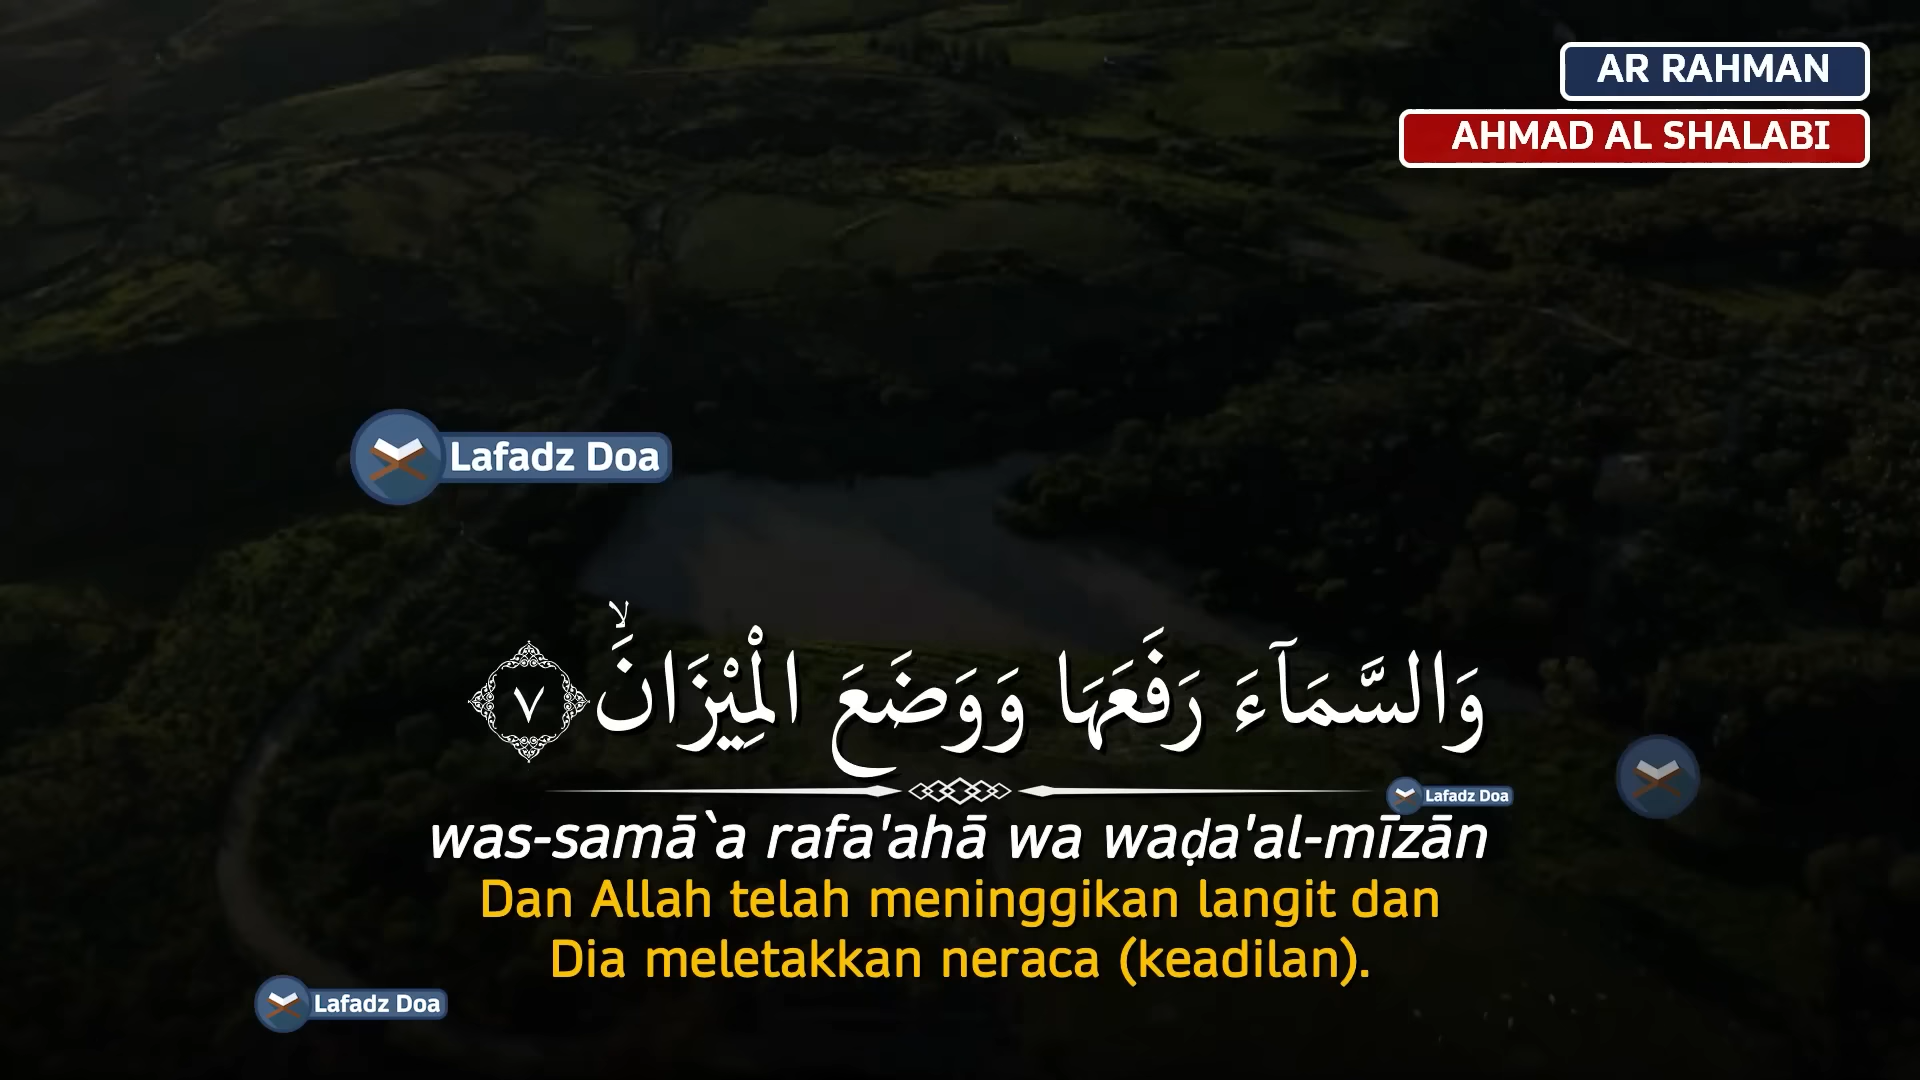 AR RAHMAN
AHMAD AL SHALABI
Lafadz Doa
وَالسَّمَآءَ رَفَعَهَا وَوَضَعَ الْمِيْزَانَۙ ٧
Lafadz Doa
was-samā`a rafa'ahā wa waḍa'al-mīzān
Dan Allah telah meninggikan langit dan
Dia meletakkan neraca (keadilan).
Lafadz Doa